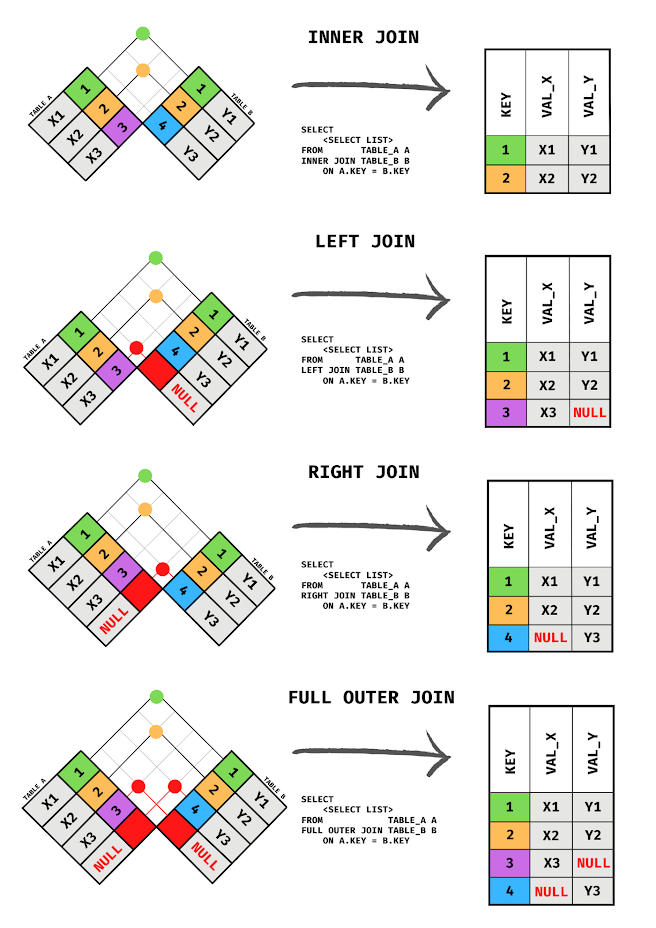 INNER JOIN
TABLE A
1
2
3
X1
X2
X3
TABLE B
1
2
4
Y1
Y2
Y3
SELECT
<SELECT LIST>
FROM TABLE_A A
INNER JOIN TABLE_B B
ON A.KEY = B.KEY
KEY VAL_X VAL_Y
1 X1 Y1
2 X2 Y2
LEFT JOIN
TABLE A
1
2
3
X1
X2
X3
TABLE B
1
2
4
Y1
Y2
Y3
NULL
SELECT
<SELECT LIST>
FROM TABLE_A A
LEFT JOIN TABLE_B B
ON A.KEY = B.KEY
KEY VAL_X VAL_Y
1 X1 Y1
2 X2 Y2
3 X3 NULL
RIGHT JOIN
TABLE A
1
2
3
X1
X2
X3
NULL
TABLE B
1
2
4
Y1
Y2
Y3
SELECT
<SELECT LIST>
FROM TABLE_A A
RIGHT JOIN TABLE_B B
ON A.KEY = B.KEY
KEY VAL_X VAL_Y
1 X1 Y1
2 X2 Y2
4 NULL Y3
FULL OUTER JOIN
TABLE A
1
2
3
X1
X2
X3
NULL
TABLE B
1
2
4
Y1
Y2
Y3
NULL
SELECT
<SELECT LIST>
FROM TABLE_A A
FULL OUTER JOIN TABLE_B B
ON A.KEY = B.KEY
KEY VAL_X VAL_Y
1 X1 Y1
2 X2 Y2
3 X3 NULL
4 NULL Y3